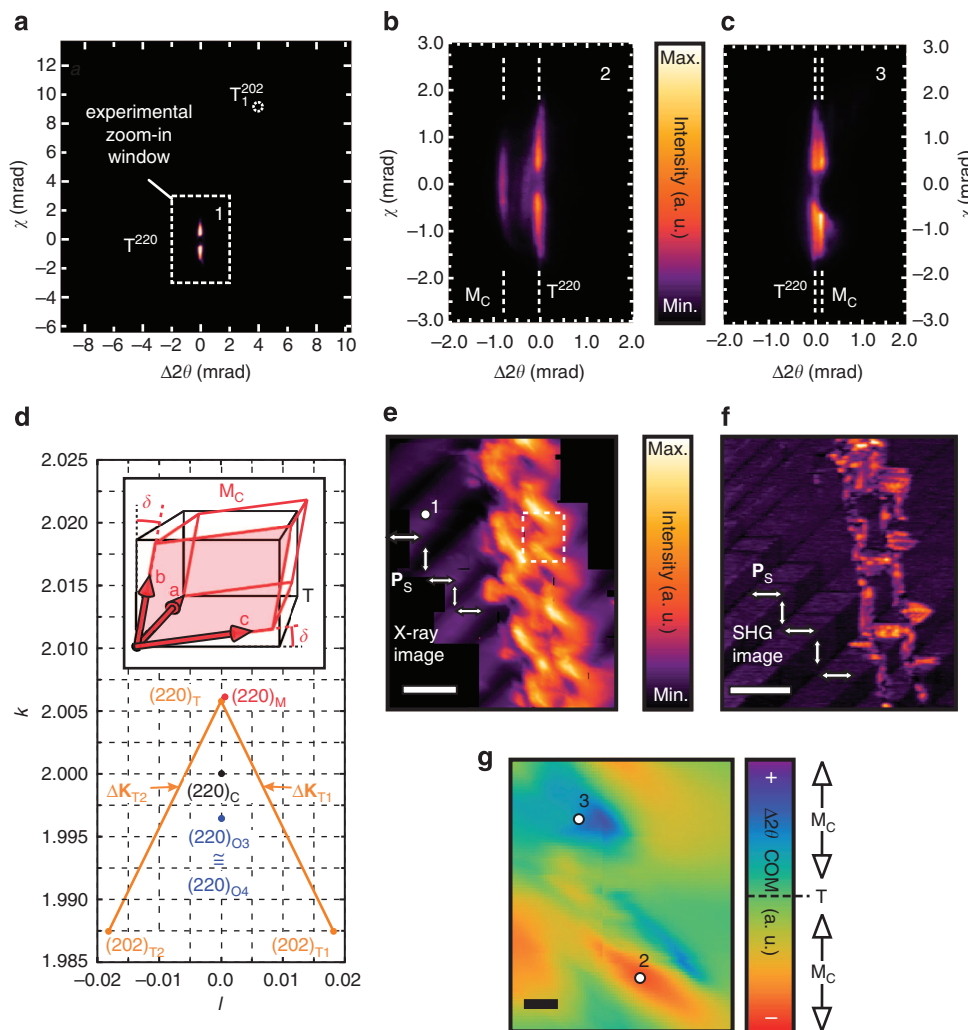 a
12
10
8
6
4
2
0
−2
−4
−6
χ (mrad)
a
T₁²⁰²
experimental
zoom-in
window
1
T²²⁰
−8 −6 −4 −2 0 2 4 6 8 10
Δ2θ (mrad)
b
3.0
2.0
1.0
0.0
−1.0
−2.0
−3.0
χ (mrad)
2
M_C
T²²⁰
−2.0 −1.0 0.0 1.0 2.0
Δ2θ (mrad)
Max.
Intensity (a. u.)
Min.
c
3
T²²⁰
M_C
3.0
2.0
1.0
0.0
−1.0
−2.0
−3.0
χ (mrad)
−2.0 −1.0 0.0 1.0 2.0
Δ2θ (mrad)
d
2.025
2.020
2.015
2.010
2.005
2.000
1.995
1.990
1.985
k
M_C
δ
b
a
T
c
δ
(220)_T
(220)_M
ΔK_T2
ΔK_T1
(220)_C
(220)_O3
≅
(220)_O4
(202)_T2
(202)_T1
−0.02 −0.01 0.0 0.01 0.02
l
e
1
P_S
X-ray
image
Max.
Intensity (a. u.)
Min.
f
P_S
SHG
image
g
3
2
+
Δ2θ COM (a. u.)
−
M_C
T
M_C